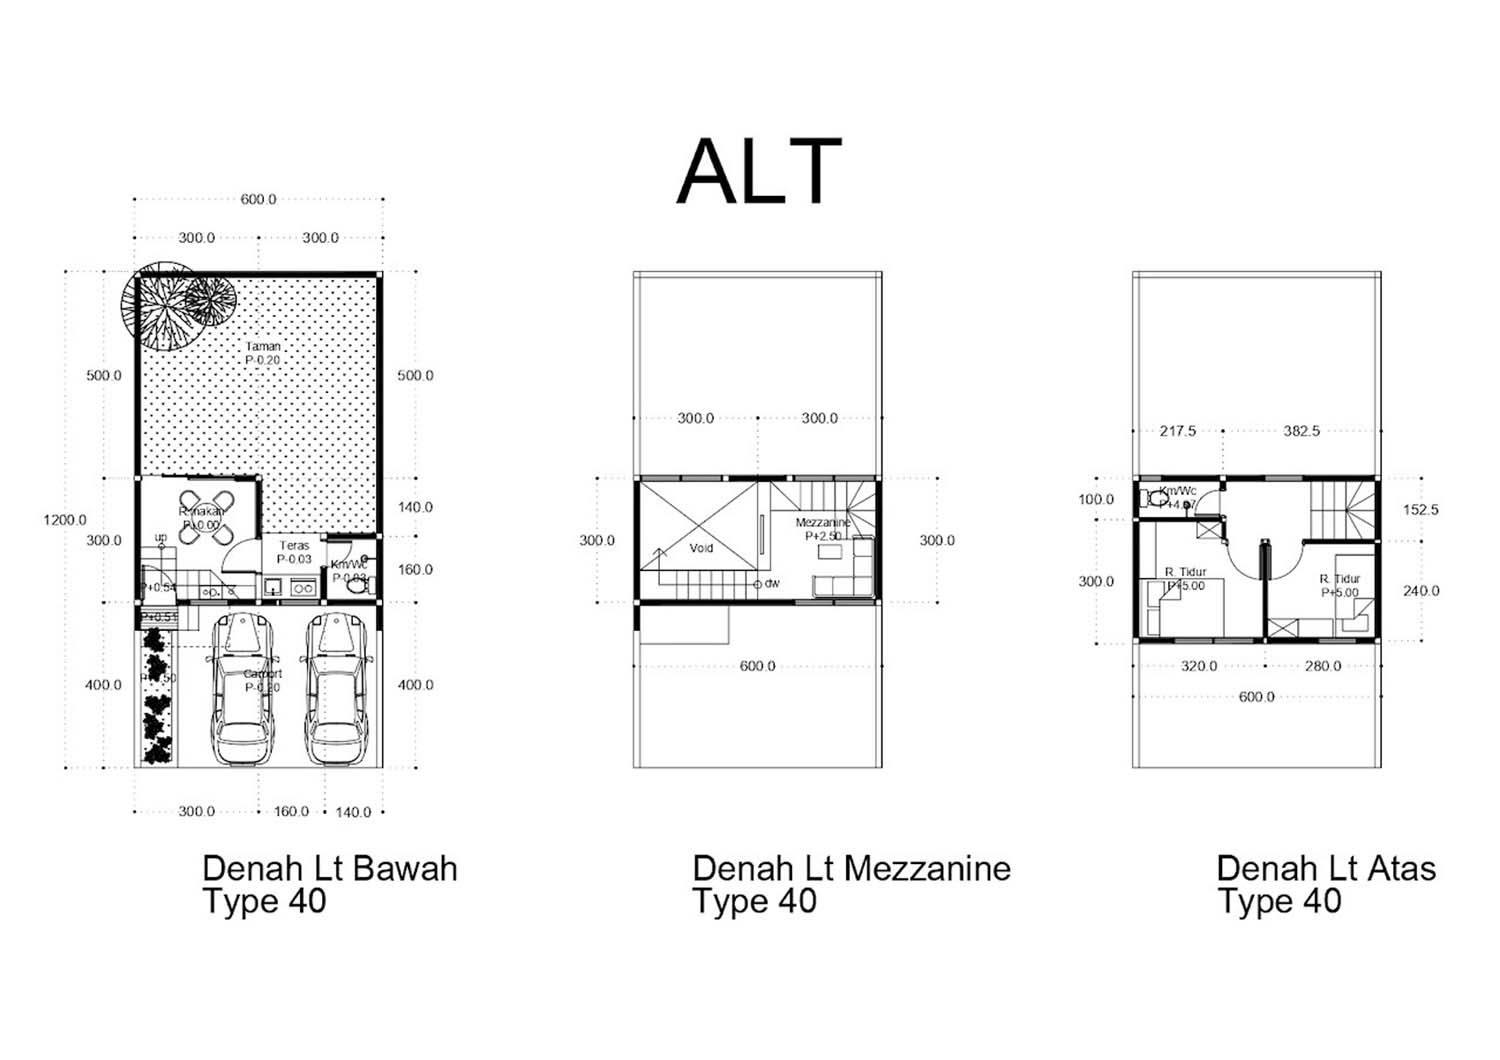 ALT
600.0
300.0
300.0
Taman
P-0.20
500.0
500.0
1200.0
300.0
140.0
160.0
R.makan
P+0.00
up
Teras
P-0.03
Km/Wc
P-0.03
P+0.54
P+0.51
400.0
400.0
Carport
P-0.20
300.0
160.0
140.0
Denah Lt Bawah
Type 40
300.0
300.0
300.0
300.0
Mezzanine
P+2.50
Void
dw
600.0
Denah Lt Mezzanine
Type 40
217.5
382.5
100.0
152.5
Km/Wc
300.0
240.0
R. Tidur
P+5.00
R. Tidur
P+5.00
320.0
280.0
600.0
Denah Lt Atas
Type 40